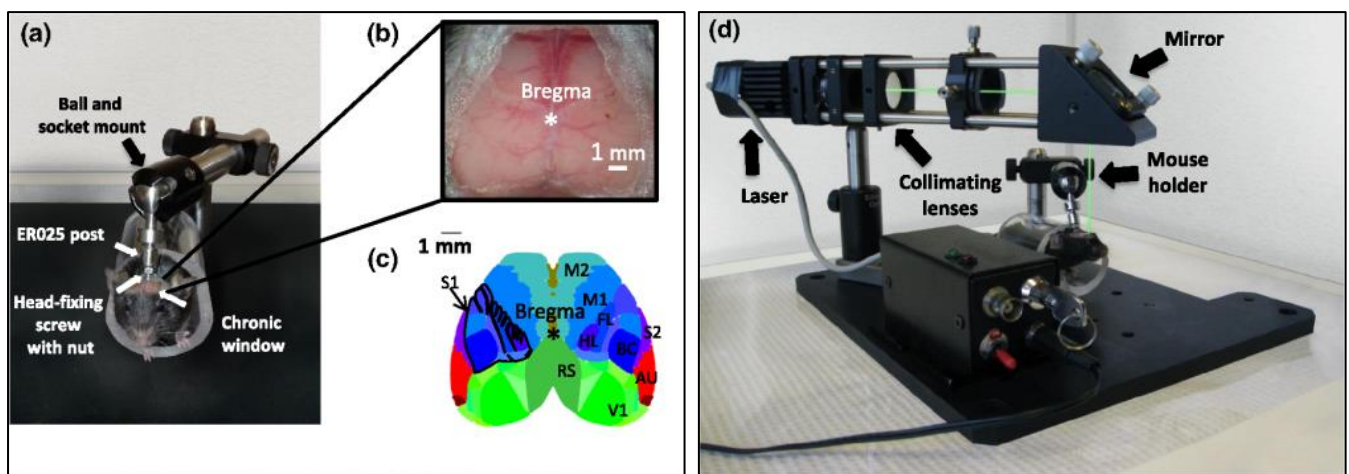 (a)
Ball and
socket mount
ER025 post
Head-fixing
screw
with nut
Chronic
window
(b)
Bregma
*
1 mm
1 mm
(c)
S1
M2
M1
Bregma
*
FL
HL
S2
BC
RS
AU
V1
(d)
Mirror
Mouse
holder
Collimating
lenses
Laser